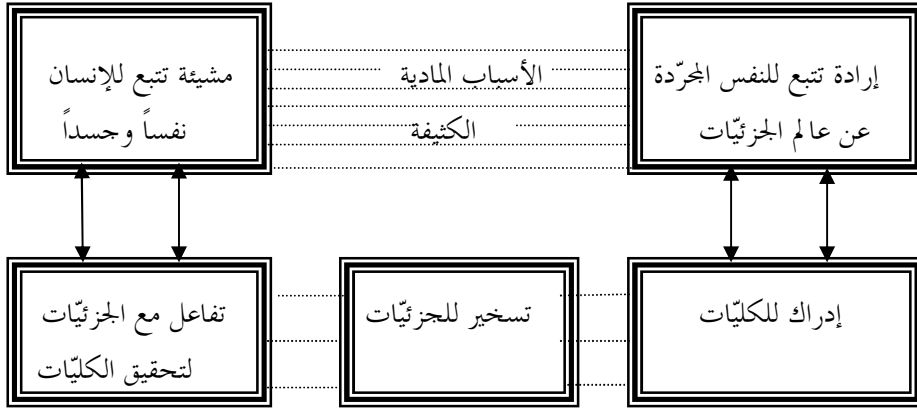 إرادة تتبع للنفس المجرّدة
عن عالم الجزئيّات
الأسباب المادية
الكثيفة
مشيئة تتبع للإنسان
نفساً وجسداً
إدراك للكليّات
تسخير للجزئيّات
تفاعل مع الجزئيّات
لتحقيق الكليّات